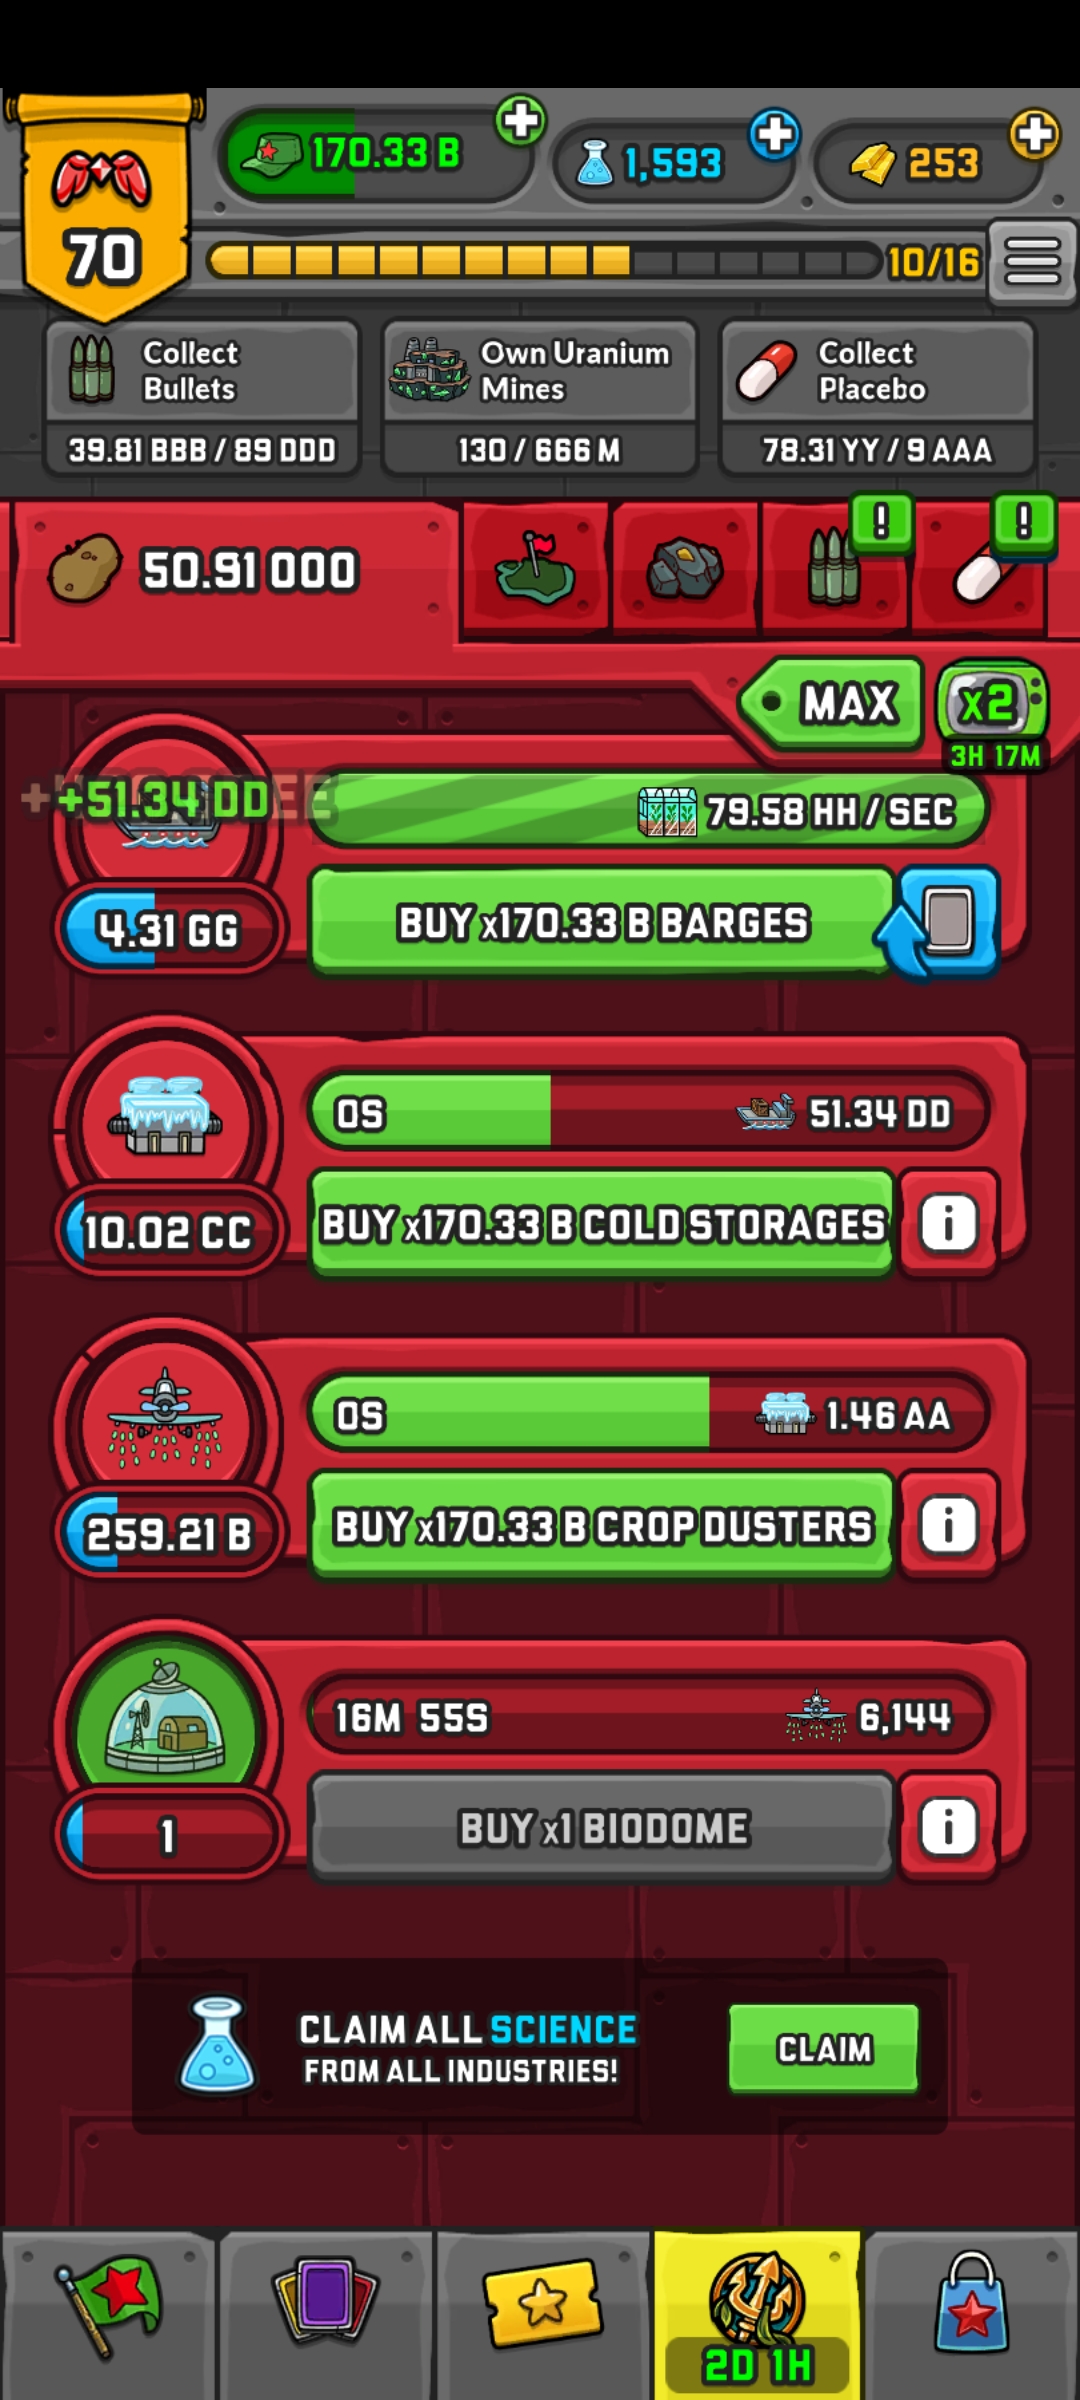 170.33 B
1,593
253
70
10/16
Collect
Bullets
39.81 BBB / 89 DDD
Own Uranium
Mines
130 / 666 M
Collect
Placebo
78.31 YY / 9 AAA
50.91 OOO
!
!
MAX
x2
3H 17M
+51.34 DD
79.58 HH / SEC
4.31 GG
BUY x170.33 B BARGES
0S
51.34 DD
10.02 CC
BUY x170.33 B COLD STORAGES
i
0S
1.46 AA
259.21 B
BUY x170.33 B CROP DUSTERS
i
16M 55S
6,144
1
BUY x1 BIODOME
i
CLAIM ALL SCIENCE
FROM ALL INDUSTRIES!
CLAIM
2D 1H